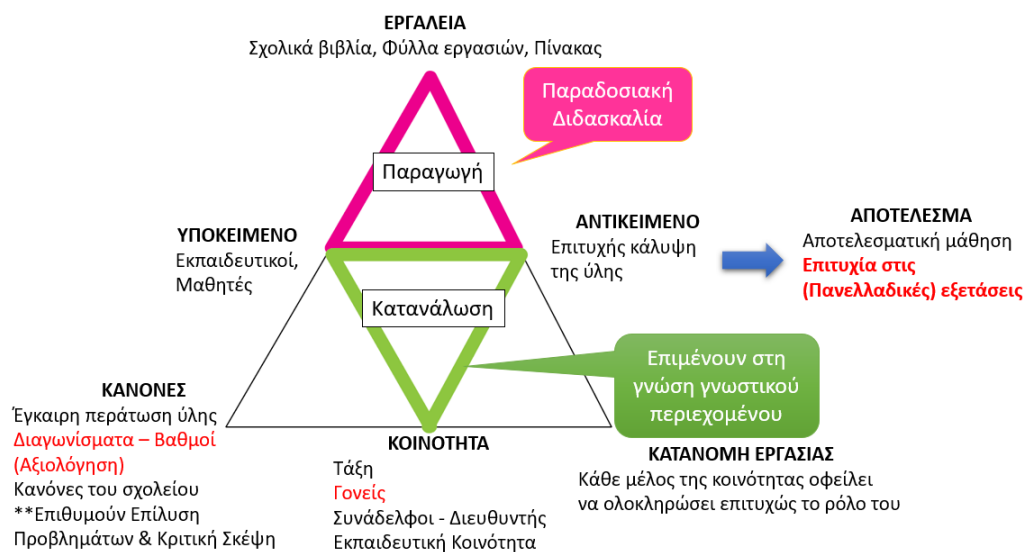 ΕΡΓΑΛΕΙΑ
Σχολικά βιβλία, Φύλλα εργασιών, Πίνακας
Παραδοσιακή
Διδασκαλία
Παραγωγή
ΥΠΟΚΕΙΜΕΝΟ
Εκπαιδευτικοί,
Μαθητές
ΑΝΤΙΚΕΙΜΕΝΟ
Επιτυχής κάλυψη
της ύλης
ΑΠΟΤΕΛΕΣΜΑ
Αποτελεσματική μάθηση
Επιτυχία στις
(Πανελλαδικές) εξετάσεις
Κατανάλωση
Επιμένουν στη
γνώση γνωστικού
περιεχομένου
ΚΑΝΟΝΕΣ
Έγκαιρη περάτωση ύλης
Διαγωνίσματα – Βαθμοί
(Αξιολόγηση)
Κανόνες του σχολείου
**Επιθυμούν Επίλυση
Προβλημάτων & Κριτική Σκέψη
ΚΟΙΝΟΤΗΤΑ
Τάξη
Γονείς
Συνάδελφοι - Διευθυντής
Εκπαιδευτική Κοινότητα
ΚΑΤΑΝΟΜΗ ΕΡΓΑΣΙΑΣ
Κάθε μέλος της κοινότητας οφείλει
να ολοκληρώσει επιτυχώς το ρόλο του